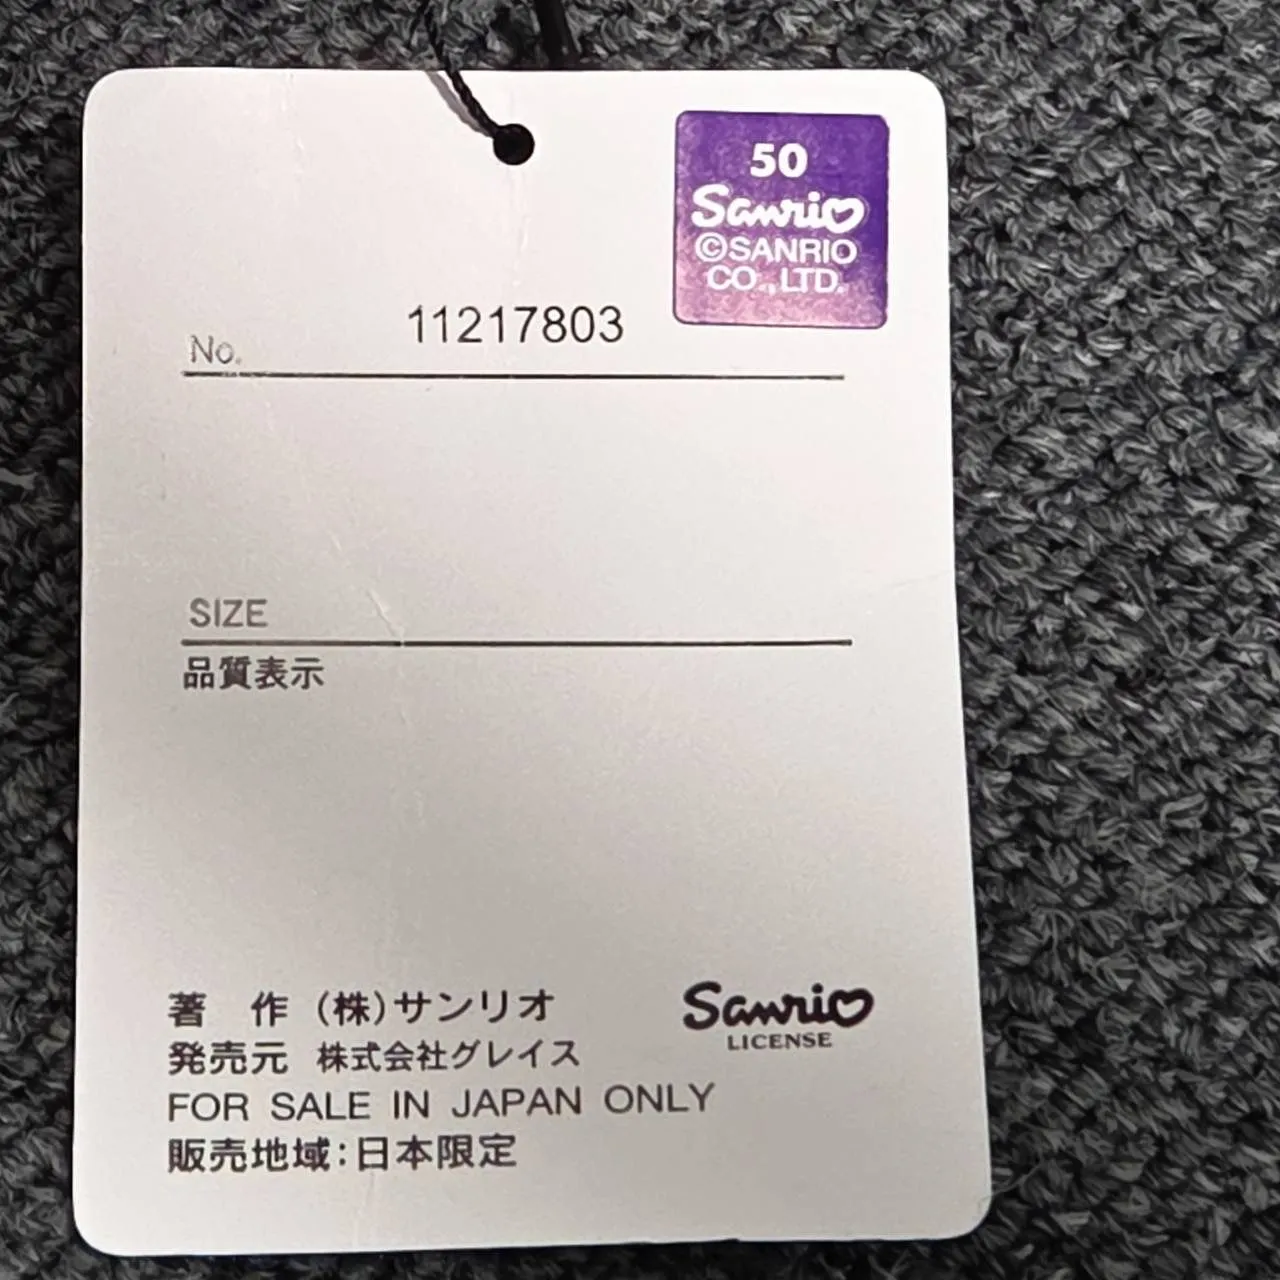 50
Sanrio
©SANRIO
CO.,LTD.
No. 11217803
SIZE
品質表示
著 作 (株)サンリオ
発売元 株式会社グレイス
Sanrio
LICENSE
FOR SALE IN JAPAN ONLY
販売地域:日本限定